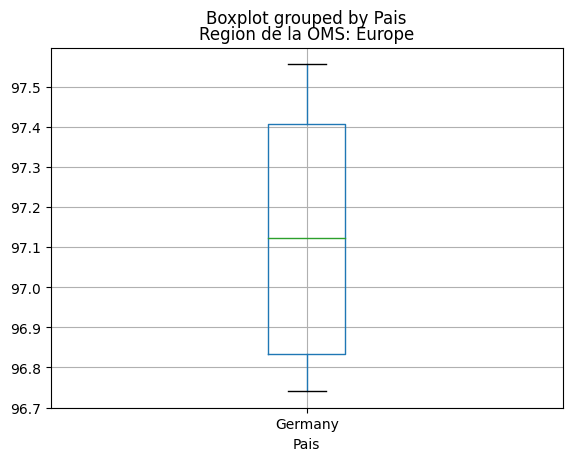 Boxplot grouped by Pais
Region de la OMS: Europe
97.5
97.4
97.3
97.2
97.1
97.0
96.9
96.8
96.7
Germany
Pais